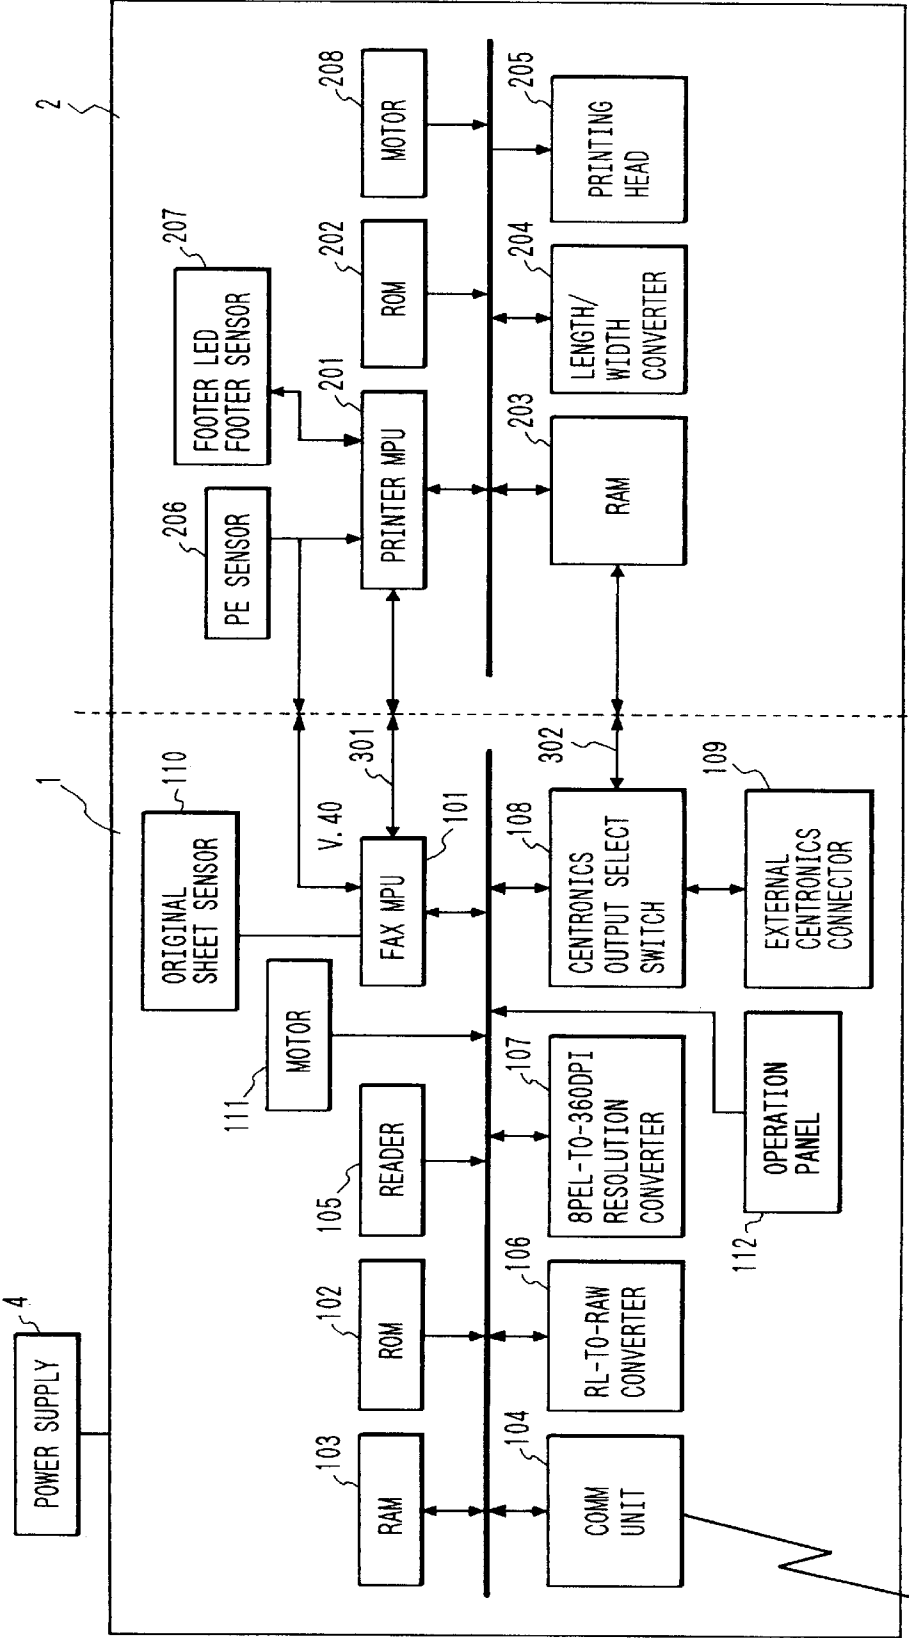 POWER SUPPLY
4
1
2
ORIGINAL
SHEET SENSOR
110
PE SENSOR
206
FOOTER LED
FOOTER SENSOR
207
MOTOR
111
V.40
301
RAM
103
ROM
102
READER
105
FAX MPU
101
PRINTER MPU
201
ROM
202
MOTOR
208
COMM
UNIT
104
RL-TO-RAW
CONVERTER
106
8PEL-TO-360DPI
RESOLUTION
CONVERTER
107
CENTRONICS
OUTPUT SELECT
SWITCH
108
302
RAM
203
LENGTH/
WIDTH
CONVERTER
204
PRINTING
HEAD
205
OPERATION
PANEL
112
EXTERNAL
CENTRONICS
CONNECTOR
109